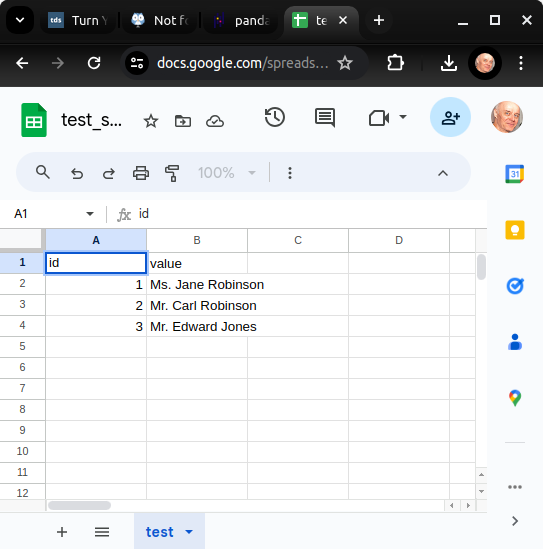 tds Turn Y
Not fo
panda
te
docs.google.com/spreads...
test_s...
100%
31
A1 fx id
A B C D
1 id value
2 1 Ms. Jane Robinson
3 2 Mr. Carl Robinson
4 3 Mr. Edward Jones
5
6
7
8
9
10
11
12
test